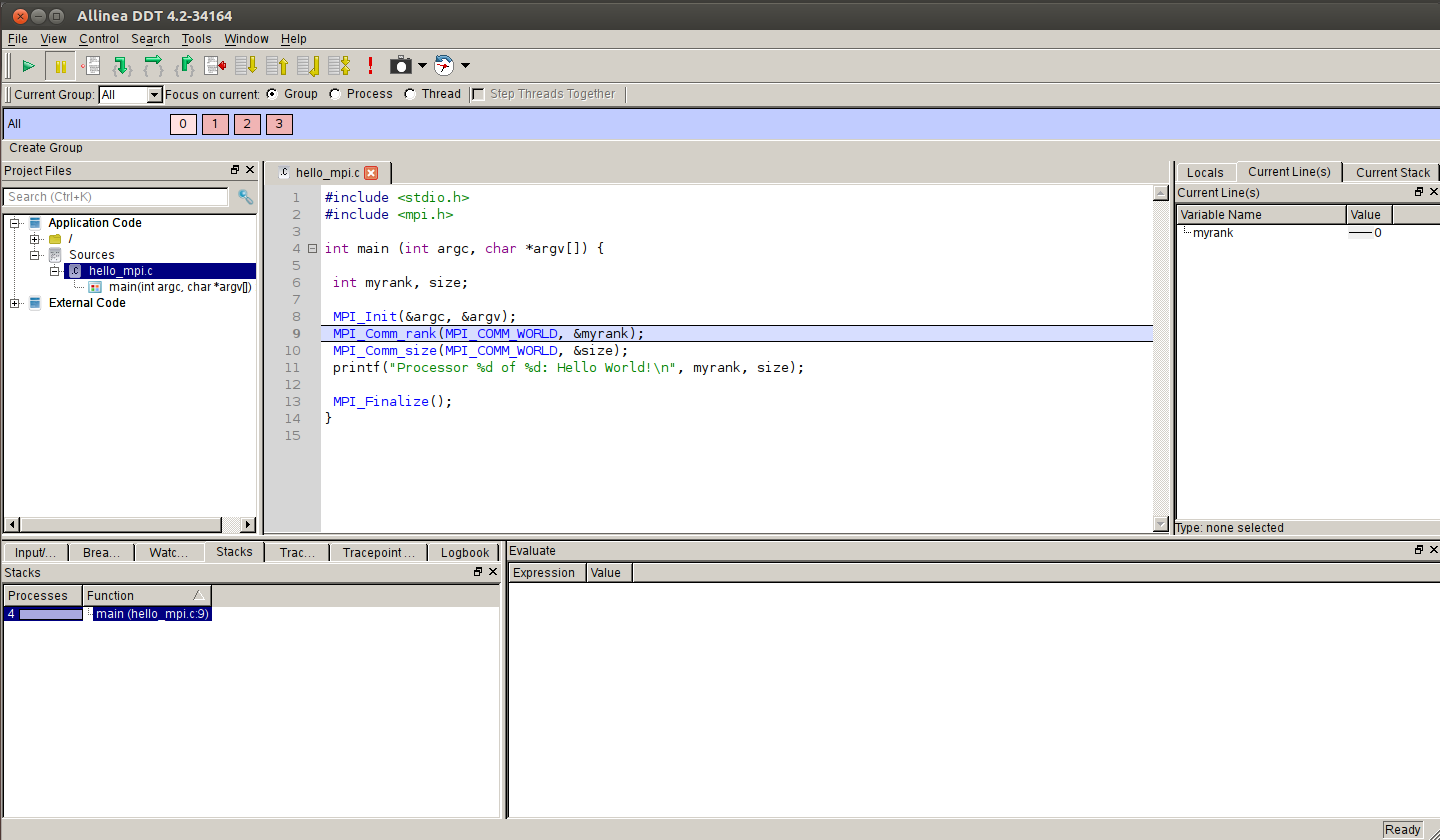 Allinea DDT 4.2-34164
File View Control Search Tools Window Help
Current Group: All Focus on current: Group Process Thread Step Threads Together
All 0 1 2 3
Create Group
Project Files
Search (Ctrl+K)
Application Code
/
Sources
hello_mpi.c
main(int argc, char *argv[])
External Code
hello_mpi.c
1 #include <stdio.h>
2 #include <mpi.h>
3
4 int main (int argc, char *argv[]) {
5
6 int myrank, size;
7
8 MPI_Init(&argc, &argv);
9 MPI_Comm_rank(MPI_COMM_WORLD, &myrank);
10 MPI_Comm_size(MPI_COMM_WORLD, &size);
11 printf("Processor %d of %d: Hello World!\n", myrank, size);
12
13 MPI_Finalize();
14 }
15
Locals Current Line(s) Current Stack
Current Line(s)
Variable Name Value
myrank 0
Type: none selected
Input/... Brea... Watc... Stacks Trac... Tracepoint ... Logbook
Stacks
Processes Function
4 main (hello_mpi.c:9)
Evaluate
Expression Value
Ready